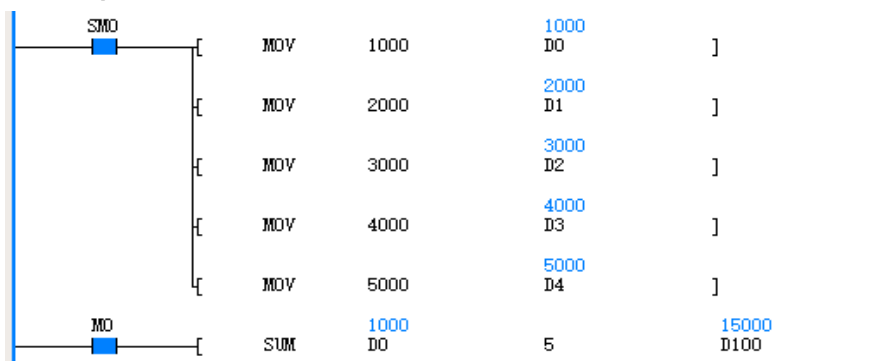 SM0 1000
[ MOV 1000 D0 ]
2000
[ MOV 2000 D1 ]
3000
[ MOV 3000 D2 ]
4000
[ MOV 4000 D3 ]
5000
[ MOV 5000 D4 ]
M0 1000 15000
[ SUM D0 5 D100 ]